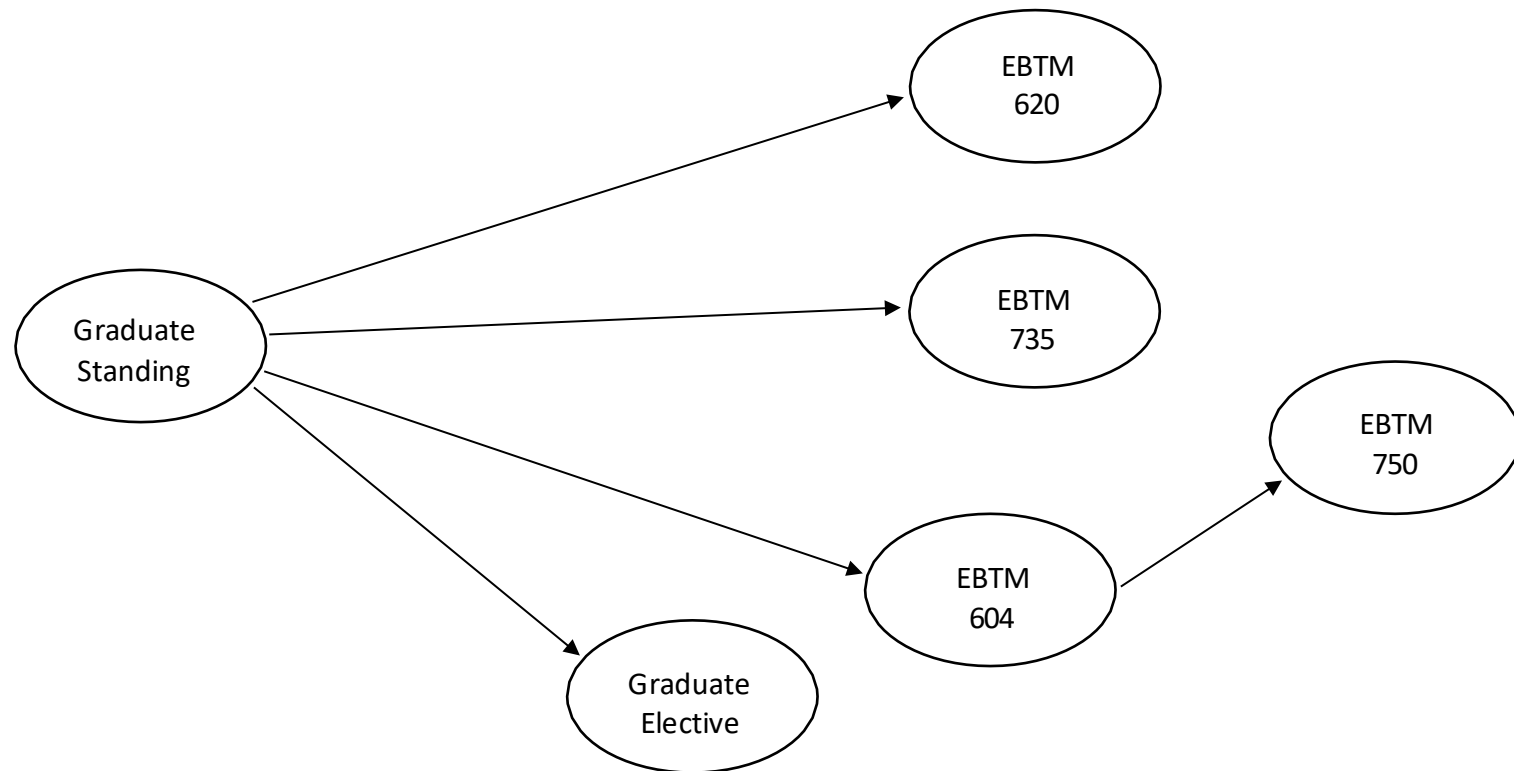 EBTM
620
EBTM
735
Graduate
Standing
EBTM
750
EBTM
604
Graduate
Elective